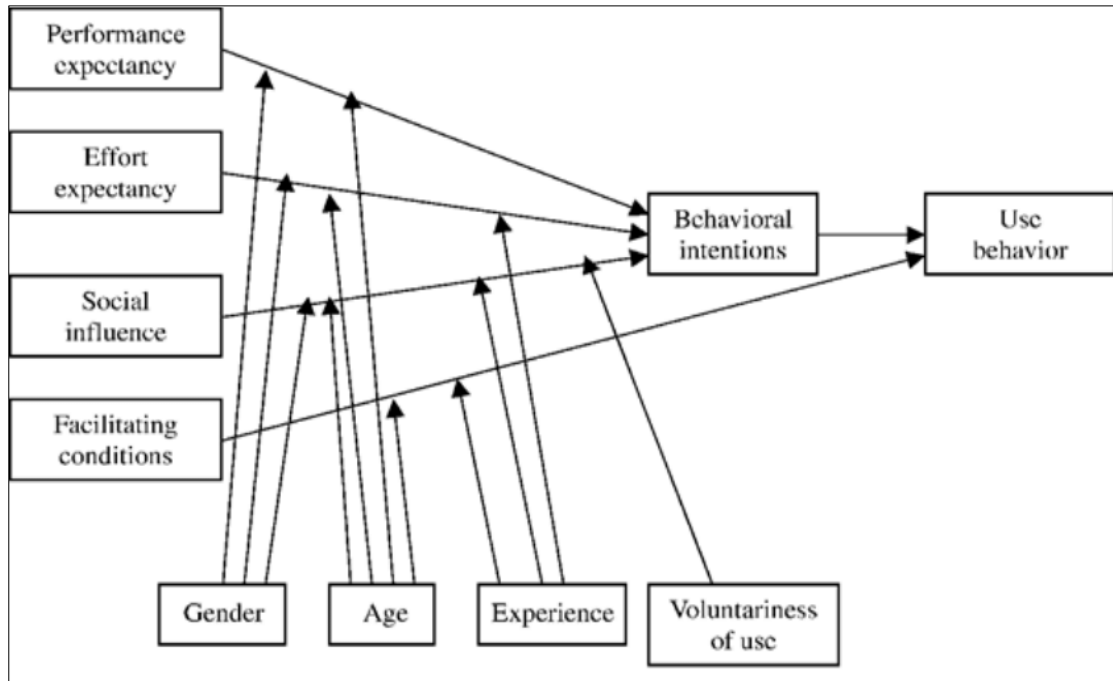 Performance
expectancy
Effort
expectancy
Social
influence
Facilitating
conditions
Behavioral
intentions
Use
behavior
Gender
Age
Experience
Voluntariness
of use